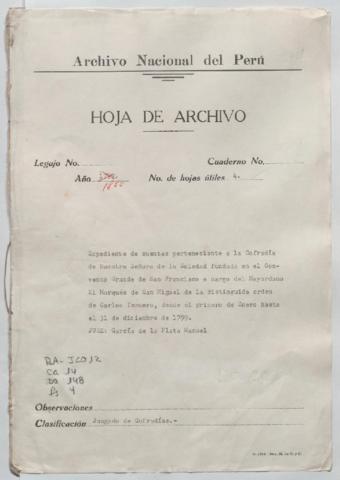 Archivo Nacional del Perú
HOJA DE ARCHIVO
Legajo No. Cuaderno No.
Año 1800 No. de hojas útiles 4.
Expediente de cuentas perteneciente a la Cofradía
de Nuestra Señora de la Soledad fundada en el Con-
vento Grande de San Francisco a cargo del Mayordomo
El Marqués de San Miguel de la distinguida orden
de Carlos Tercero, desde el primero de Enero hasta
el 31 de diciembre de 1799.
JUEZ: García de la Plata Manuel
RA-JCO 12
Ca 14
Do 148
fs 4
Observaciones
Clasificación Juzgado de Cofradías.-